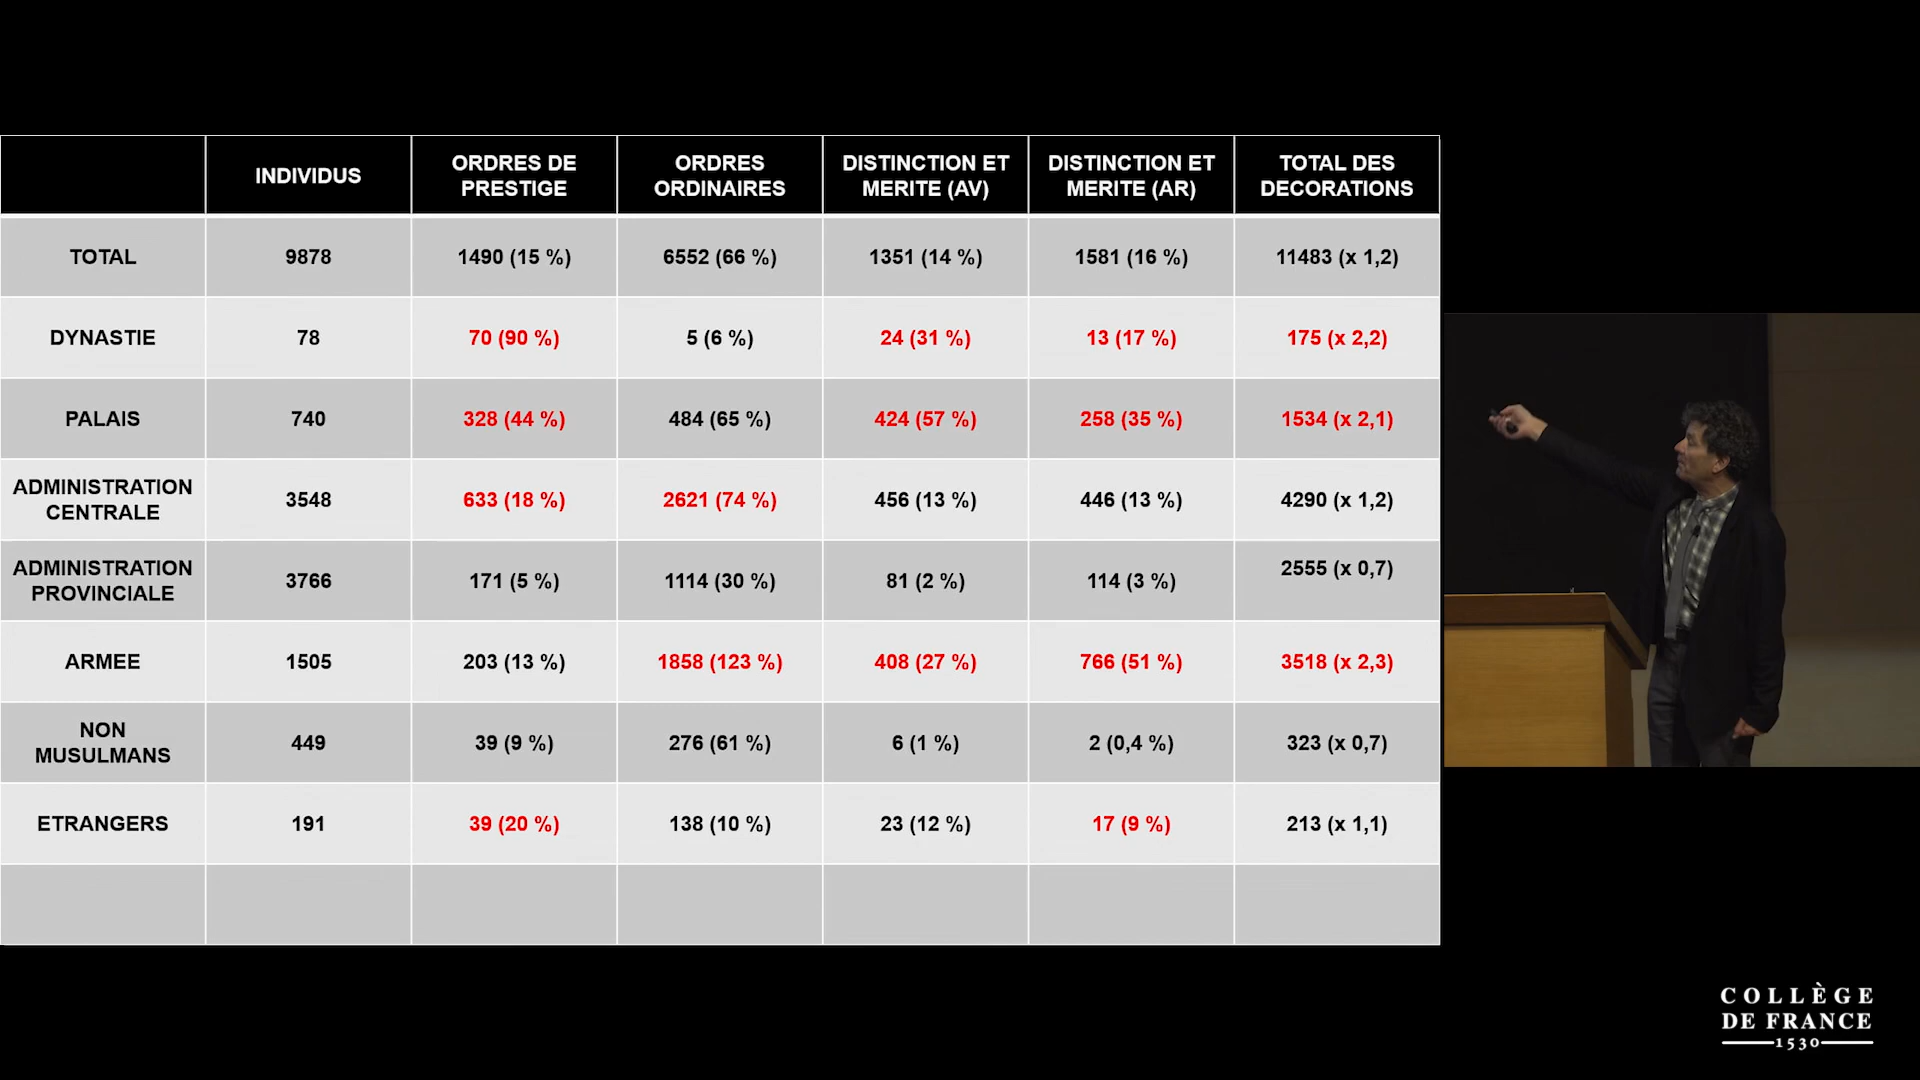 INDIVIDUS
ORDRES DE
PRESTIGE
ORDRES
ORDINAIRES
DISTINCTION ET
MERITE (AV)
DISTINCTION ET
MERITE (AR)
TOTAL DES
DECORATIONS
TOTAL
9878
1490 (15 %)
6552 (66 %)
1351 (14 %)
1581 (16 %)
11483 (x 1,2)
DYNASTIE
78
70 (90 %)
5 (6 %)
24 (31 %)
13 (17 %)
175 (x 2,2)
PALAIS
740
328 (44 %)
484 (65 %)
424 (57 %)
258 (35 %)
1534 (x 2,1)
ADMINISTRATION
CENTRALE
3548
633 (18 %)
2621 (74 %)
456 (13 %)
446 (13 %)
4290 (x 1,2)
ADMINISTRATION
PROVINCIALE
3766
171 (5 %)
1114 (30 %)
81 (2 %)
114 (3 %)
2555 (x 0,7)
ARMEE
1505
203 (13 %)
1858 (123 %)
408 (27 %)
766 (51 %)
3518 (x 2,3)
NON
MUSULMANS
449
39 (9 %)
276 (61 %)
6 (1 %)
2 (0,4 %)
323 (x 0,7)
ETRANGERS
191
39 (20 %)
138 (10 %)
23 (12 %)
17 (9 %)
213 (x 1,1)
COLLÈGE
DE FRANCE
1530